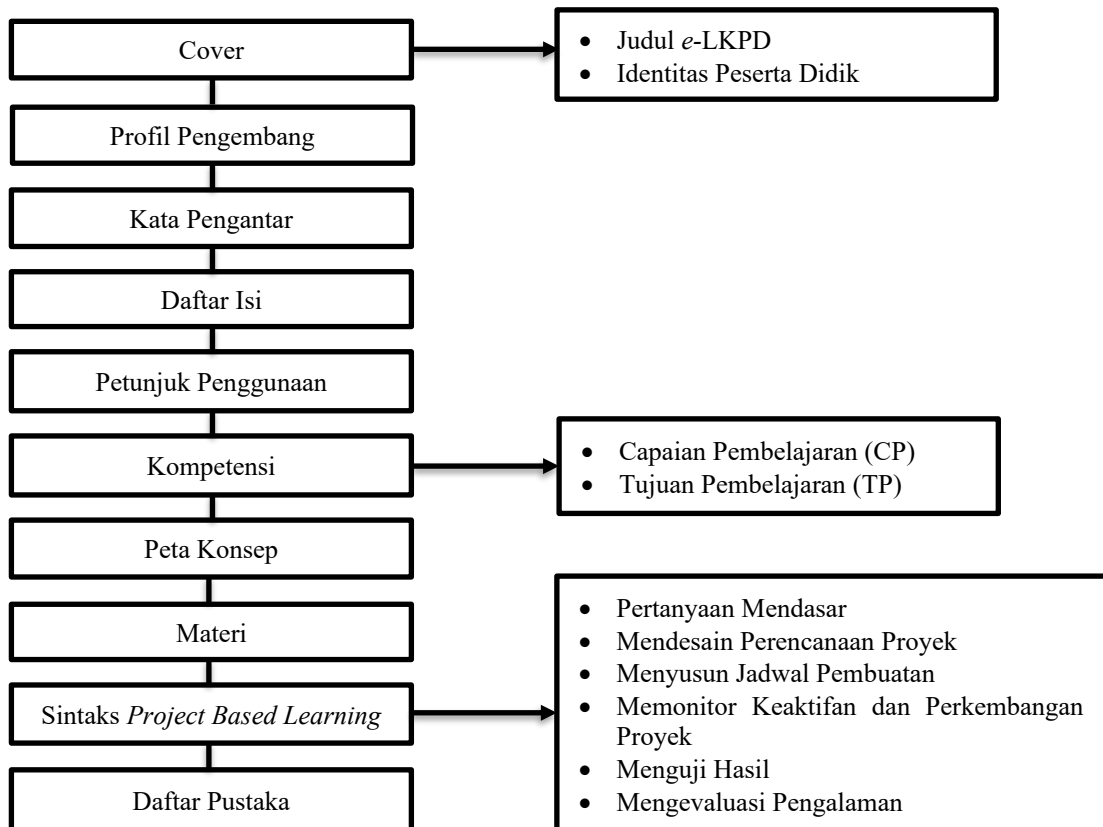 Cover
• Judul e-LKPD
• Identitas Peserta Didik
Profil Pengembang
Kata Pengantar
Daftar Isi
Petunjuk Penggunaan
Kompetensi
• Capaian Pembelajaran (CP)
• Tujuan Pembelajaran (TP)
Peta Konsep
Materi
Sintaks Project Based Learning
• Pertanyaan Mendasar
• Mendesain Perencanaan Proyek
• Menyusun Jadwal Pembuatan
• Memonitor Keaktifan dan Perkembangan
Proyek
• Menguji Hasil
• Mengevaluasi Pengalaman
Daftar Pustaka